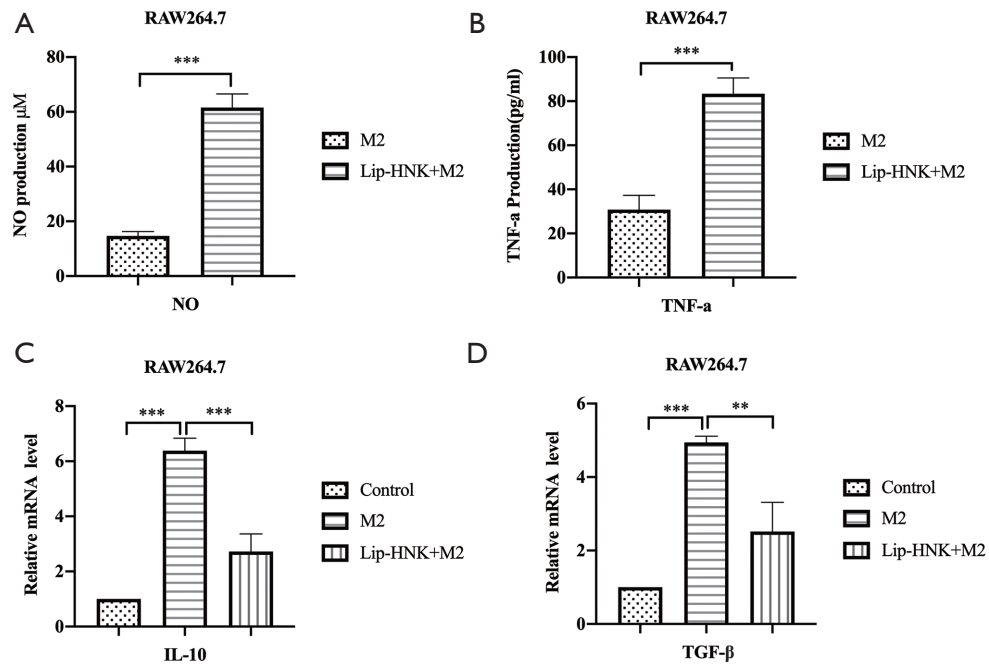 A
RAW264.7
NO production μM
80
60
40
20
0
***
NO
M2
Lip-HNK+M2
B
RAW264.7
TNF-a Production(pg/ml)
100
80
60
40
20
0
***
TNF-a
M2
Lip-HNK+M2
C
RAW264.7
Relative mRNA level
8
6
4
2
0
***
***
IL-10
Control
M2
Lip-HNK+M2
D
RAW264.7
Relative mRNA level
6
4
2
0
***
**
TGF-β
Control
M2
Lip-HNK+M2